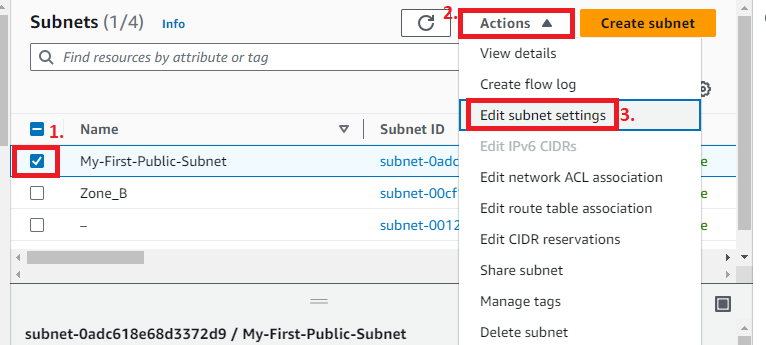 Subnets (1/4) Info
2. Actions
Create subnet
Find resources by attribute or tag
View details
Create flow log
Edit subnet settings 3.
Edit IPv6 CIDRs
Edit network ACL association
Edit route table association
Edit CIDR reservations
Share subnet
Manage tags
Delete subnet
1. Name Subnet ID
My-First-Public-Subnet subnet-0adc
Zone_B subnet-00cf
– subnet-0012
subnet-0adc618e68d3372d9 / My-First-Public-Subnet